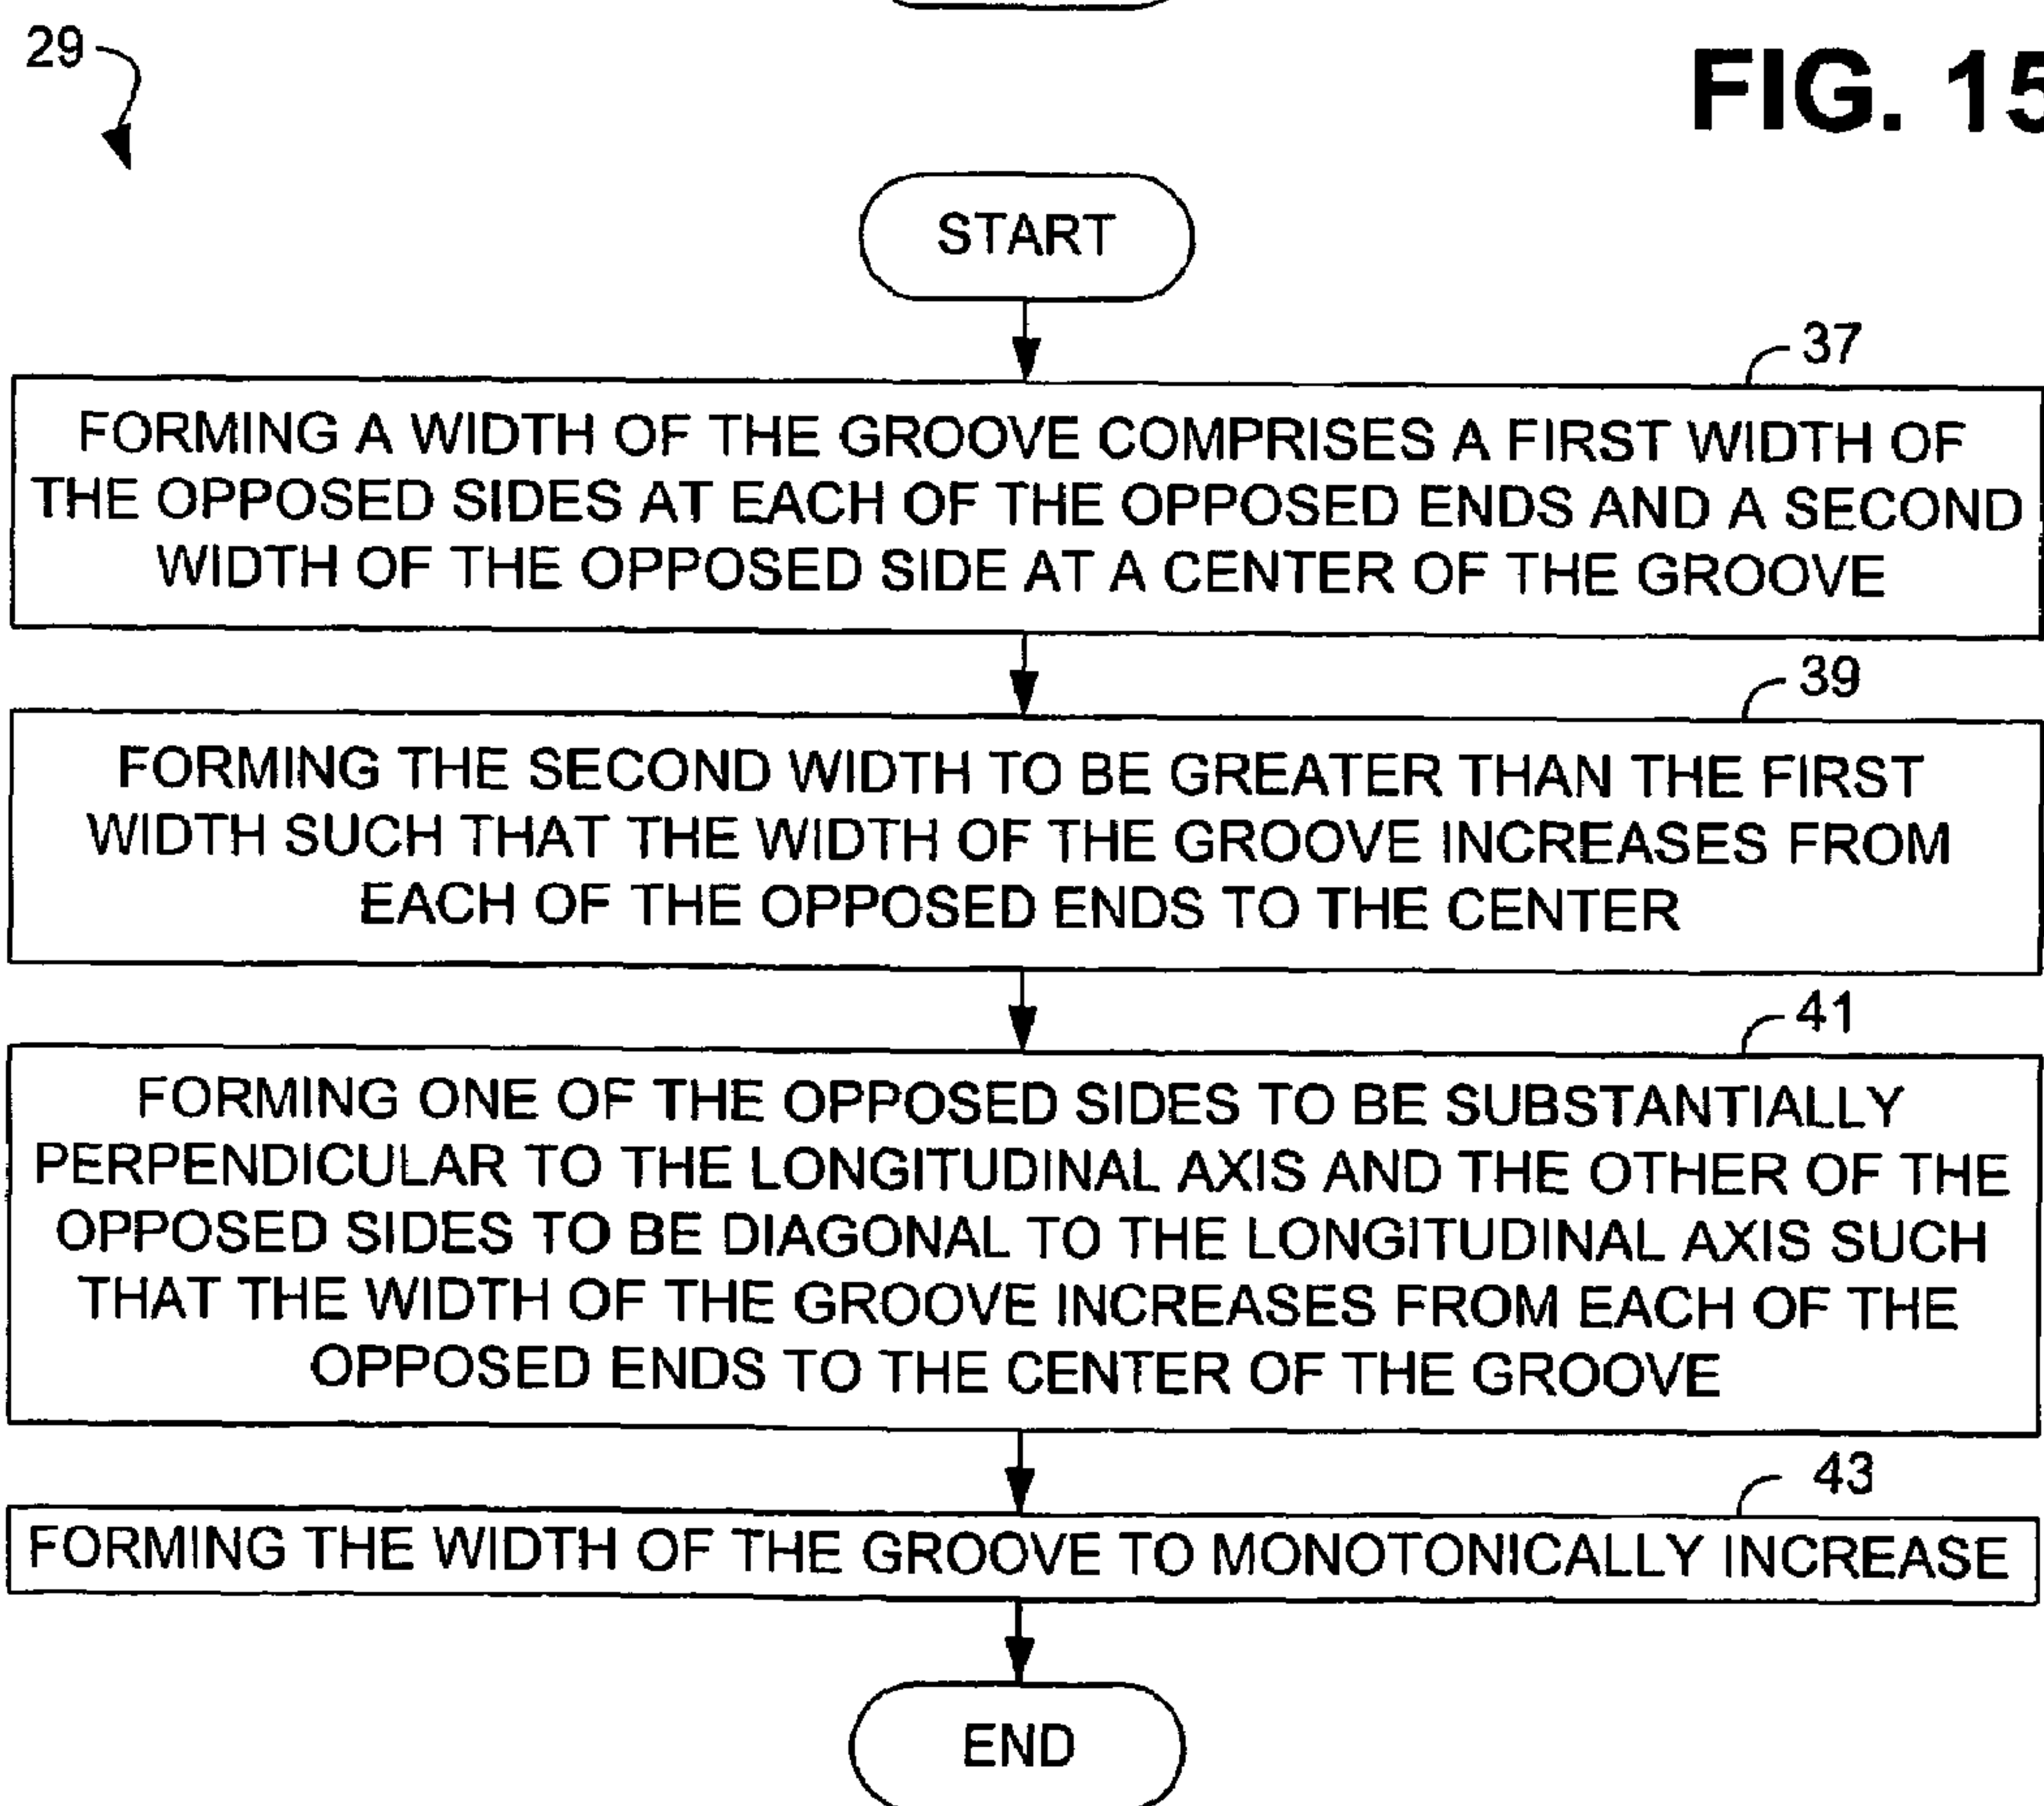 29
FIG. 15
START
37
FORMING A WIDTH OF THE GROOVE COMPRISES A FIRST WIDTH OF
THE OPPOSED SIDES AT EACH OF THE OPPOSED ENDS AND A SECOND
WIDTH OF THE OPPOSED SIDE AT A CENTER OF THE GROOVE
39
FORMING THE SECOND WIDTH TO BE GREATER THAN THE FIRST
WIDTH SUCH THAT THE WIDTH OF THE GROOVE INCREASES FROM
EACH OF THE OPPOSED ENDS TO THE CENTER
41
FORMING ONE OF THE OPPOSED SIDES TO BE SUBSTANTIALLY
PERPENDICULAR TO THE LONGITUDINAL AXIS AND THE OTHER OF THE
OPPOSED SIDES TO BE DIAGONAL TO THE LONGITUDINAL AXIS SUCH
THAT THE WIDTH OF THE GROOVE INCREASES FROM EACH OF THE
OPPOSED ENDS TO THE CENTER OF THE GROOVE
43
FORMING THE WIDTH OF THE GROOVE TO MONOTONICALLY INCREASE
END